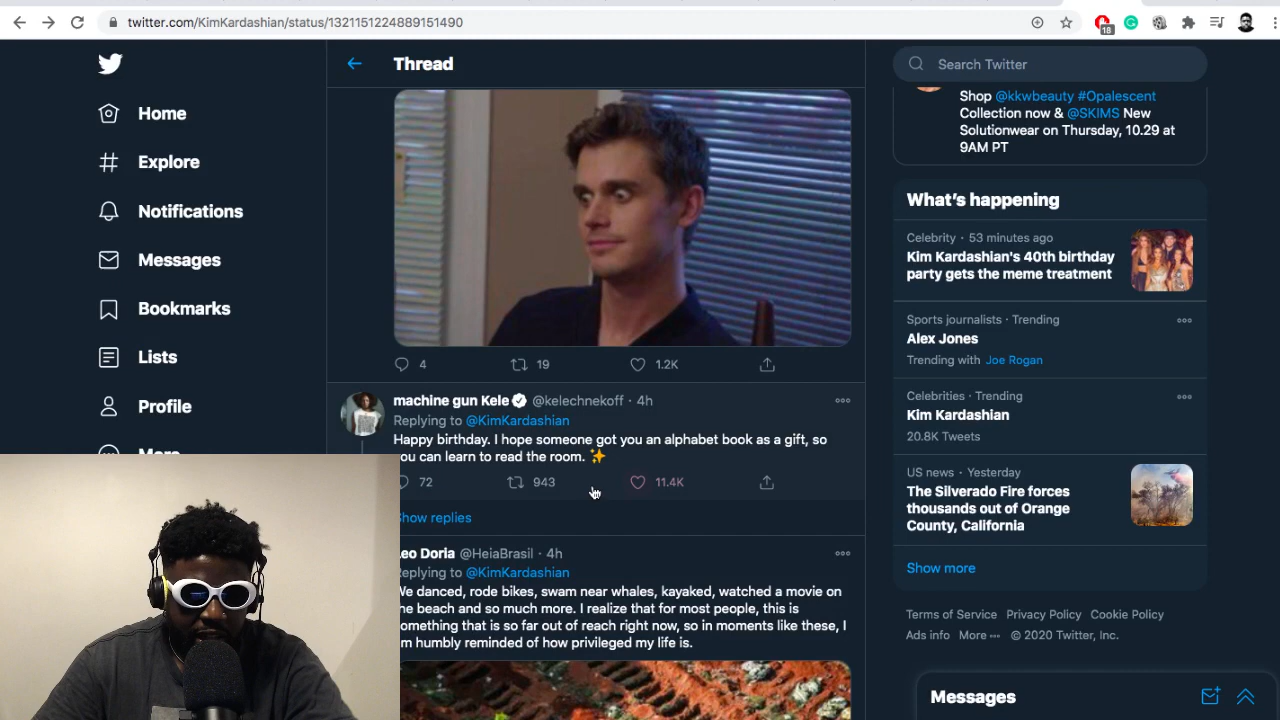 twitter.com/KimKardashian/status/1321151224889151490
18
Home
Explore
Notifications
Messages
Bookmarks
Lists
Profile
More
Thread
4 19 1.2K
machine gun Kele @kelechnekoff · 4h
Replying to @KimKardashian
Happy birthday. I hope someone got you an alphabet book as a gift, so
you can learn to read the room. ✨
72 943 11.4K
Show replies
Leo Doria @HeiaBrasil · 4h
Replying to @KimKardashian
We danced, rode bikes, swam near whales, kayaked, watched a movie on
the beach and so much more. I realize that for most people, this is
something that is so far out of reach right now, so in moments like these, I
am humbly reminded of how privileged my life is.
Search Twitter
Shop @kkwbeauty #Opalescent
Collection now & @SKIMS New
Solutionwear on Thursday, 10.29 at
9AM PT
What's happening
Celebrity · 53 minutes ago
Kim Kardashian's 40th birthday
party gets the meme treatment
Sports journalists · Trending
Alex Jones
Trending with Joe Rogan
Celebrities · Trending
Kim Kardashian
20.8K Tweets
US news · Yesterday
The Silverado Fire forces
thousands out of Orange
County, California
Show more
Terms of Service Privacy Policy Cookie Policy
Ads info More ··· © 2020 Twitter, Inc.
Messages